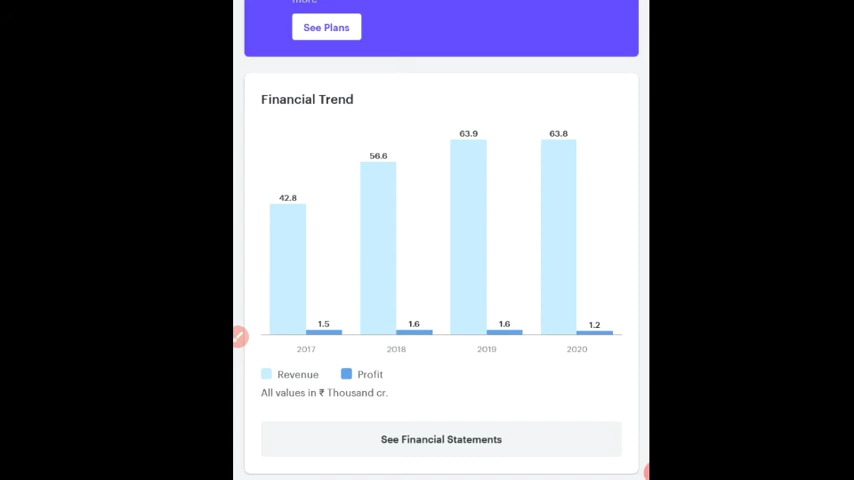 more
See Plans
Financial Trend
42.8
56.6
63.9
63.8
1.5
1.6
1.6
1.2
2017
2018
2019
2020
Revenue
Profit
All values in ₹ Thousand cr.
See Financial Statements